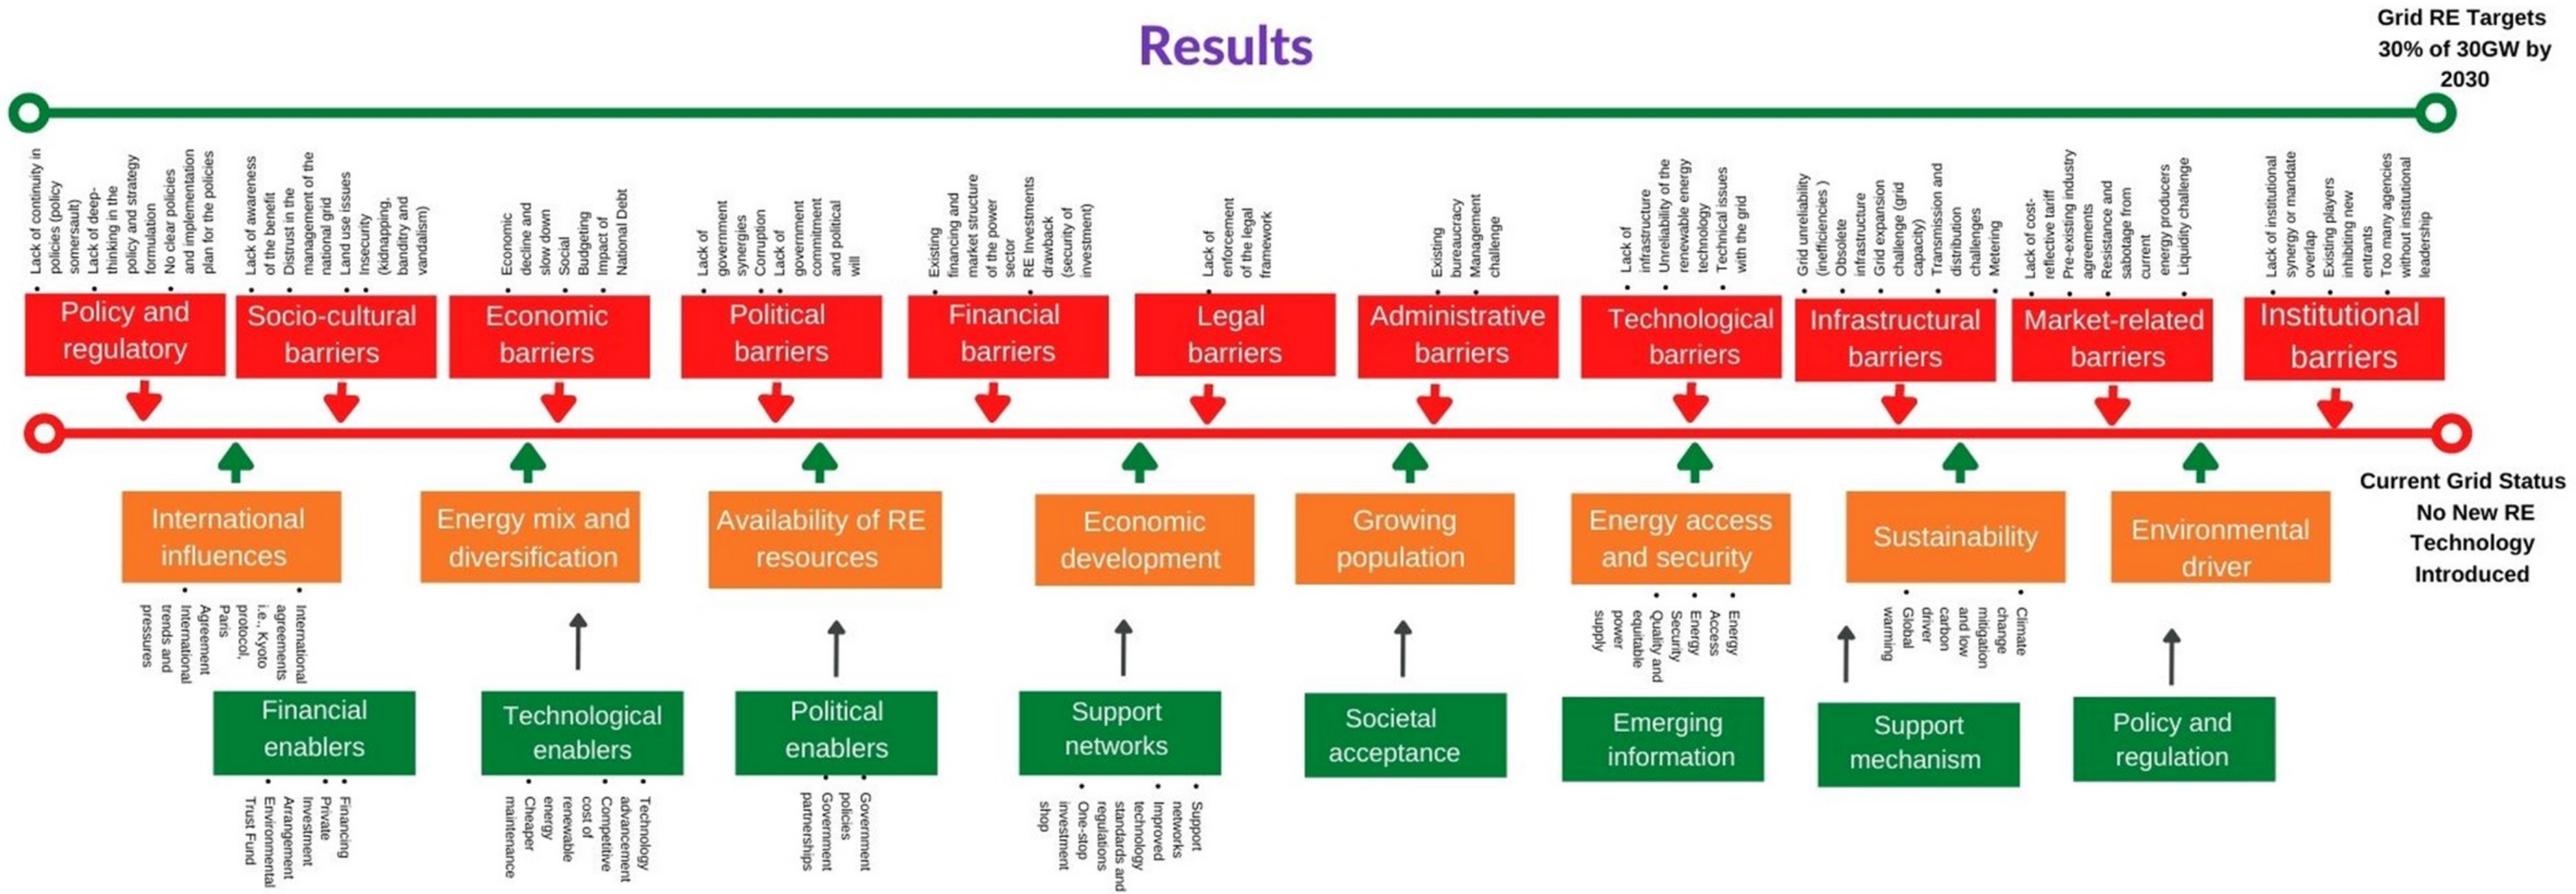 Results
Grid RE Targets
30% of 30GW by
2030
• Lack of continuity in
policies (policy
somersault)
• Lack of deep-
thinking in the
policy and strategy
formulation
• No clear policies
and implementation
plan for the policies
• Lack of awareness
of the benefit
• Distrust in the
management of the
national grid
• Land use issues
• Insecurity
(kidnapping,
banditry and
vandalism)
• Economic
decline and
slow down
• Social
Budgeting
• Impact of
National Debt
• Lack of
government
synergies
• Corruption
• Lack of
government
commitment
and political
will
• Existing
financing and
market structure
of the power
sector
• RE Investments
drawback
(security of
investment)
• Lack of
enforcement
of the legal
framework
• Existing
bureaucracy
• Management
challenge
• Lack of
infrastructure
• Unreliability of the
renewable energy
technology
• Technical issues
with the grid
• Grid unreliability
(inefficiencies )
• Obsolete
infrastructure
• Grid expansion
challenge (grid
capacity)
• Transmission and
distribution
challenges
• Metering
• Lack of cost-
reflective tariff
• Pre-existing industry
agreements
• Resistance and
sabotage from
current
energy producers
• Liquidity challenge
• Lack of institutional
synergy or mandate
overlap
• Existing players
inhibiting new
entrants
• Too many agencies
without institutional
leadership
Policy and
regulatory
Socio-cultural
barriers
Economic
barriers
Political
barriers
Financial
barriers
Legal
barriers
Administrative
barriers
Technological
barriers
Infrastructural
barriers
Market-related
barriers
Institutional
barriers
Current Grid Status
No New RE
Technology
Introduced
International
influences
Energy mix and
diversification
Availability of RE
resources
Economic
development
Growing
population
Energy access
and security
Sustainability
Environmental
driver
• International
agreements
i.e., Kyoto
protocol,
Paris
Agreement
• International
trends and
pressures
• Energy
Access
• Energy
Security
• Quality and
equitable
power
supply
• Climate
change
mitigation
and low
carbon
driver
• Global
warming
Financial
enablers
Technological
enablers
Political
enablers
Support
networks
Societal
acceptance
Emerging
information
Support
mechanism
Policy and
regulation
• Financing
• Private
Investment
Arrangement
• Environmental
Trust Fund
• Technology
advancement
• Competitive
cost of
renewable
energy
• Cheaper
maintenance
• Government
policies
• Government
partnerships
• Support
networks
• Improved
technology
standards and
regulations
• One-stop
investment
shop